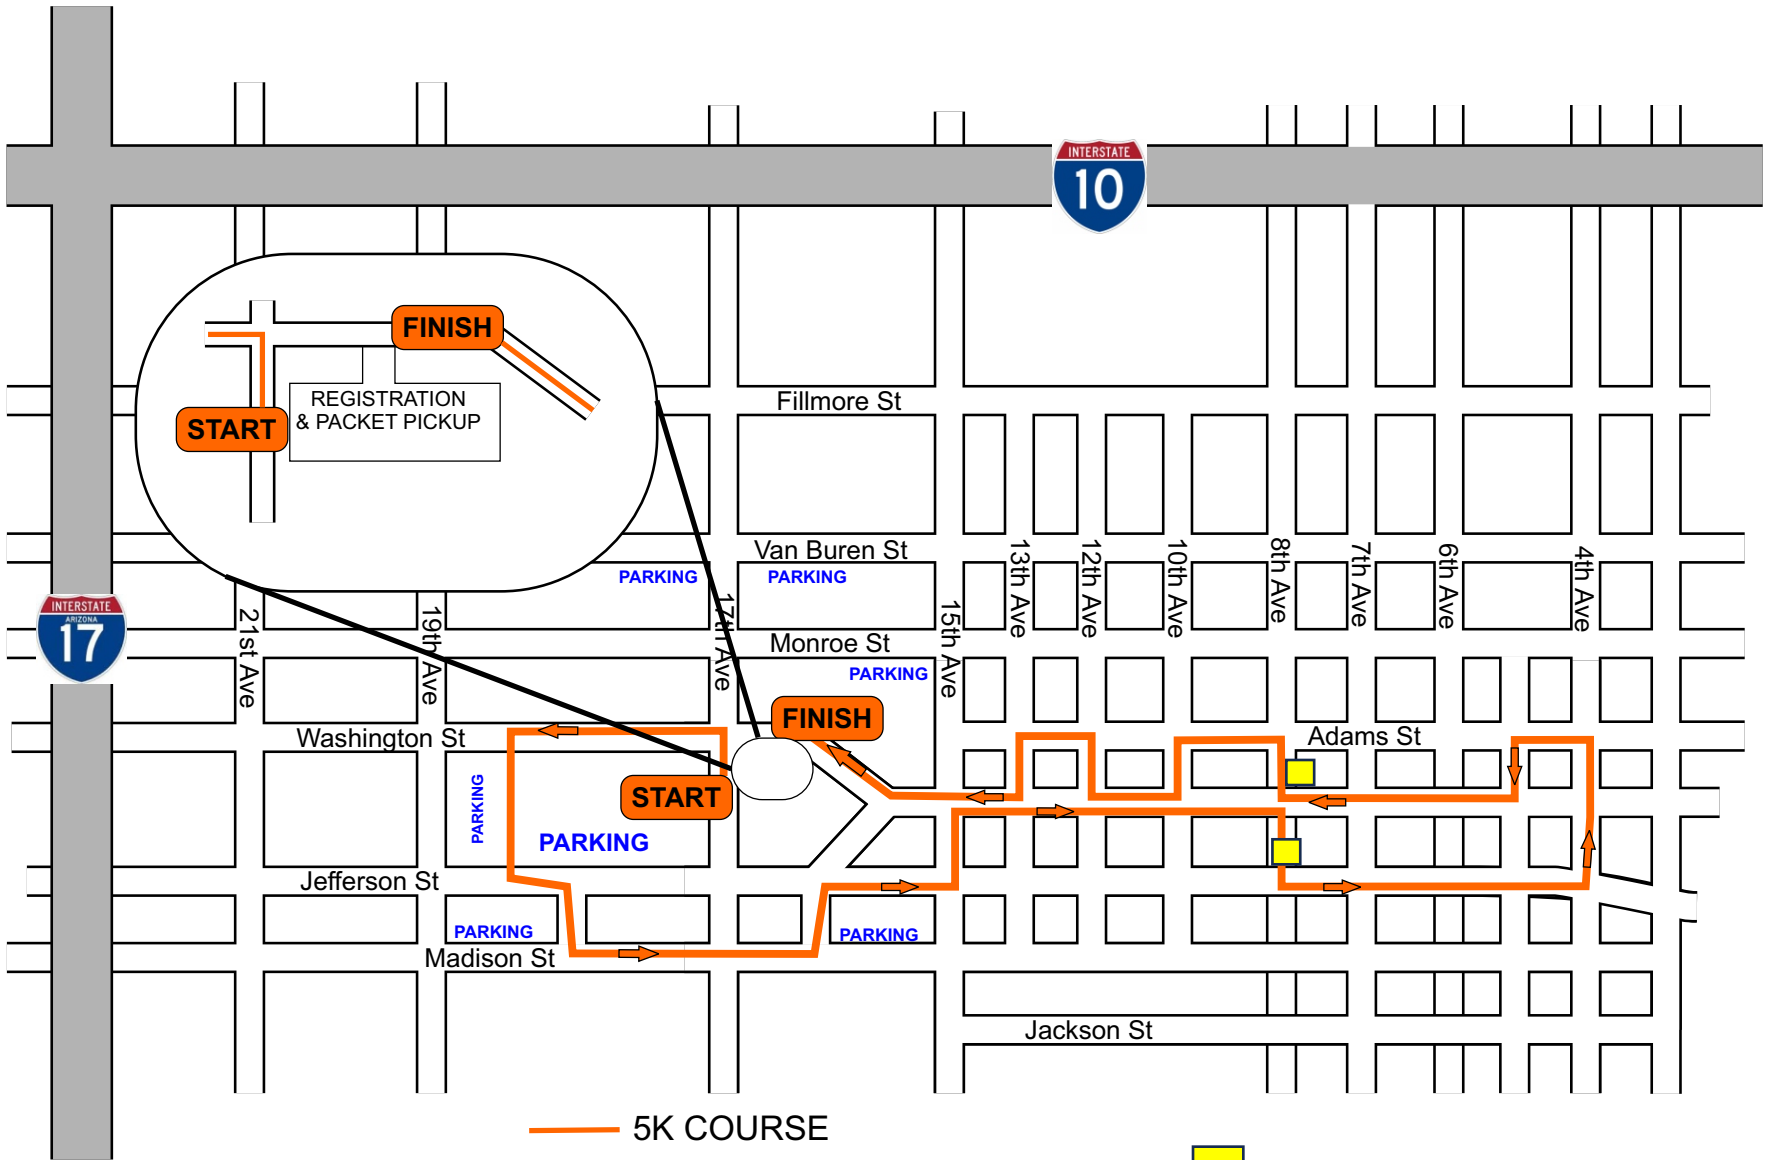 INTERSTATE
10
FINISH
REGISTRATION
& PACKET PICKUP
START
Fillmore St
Van Buren St
PARKING
PARKING
13th Ave
12th Ave
10th Ave
8th Ave
7th Ave
6th Ave
4th Ave
INTERSTATE
ARIZONA
17
21st Ave
19th Ave
17th Ave
15th Ave
Monroe St
PARKING
FINISH
Washington St
Adams St
START
PARKING
PARKING
Jefferson St
PARKING
PARKING
Madison St
Jackson St
5K COURSE